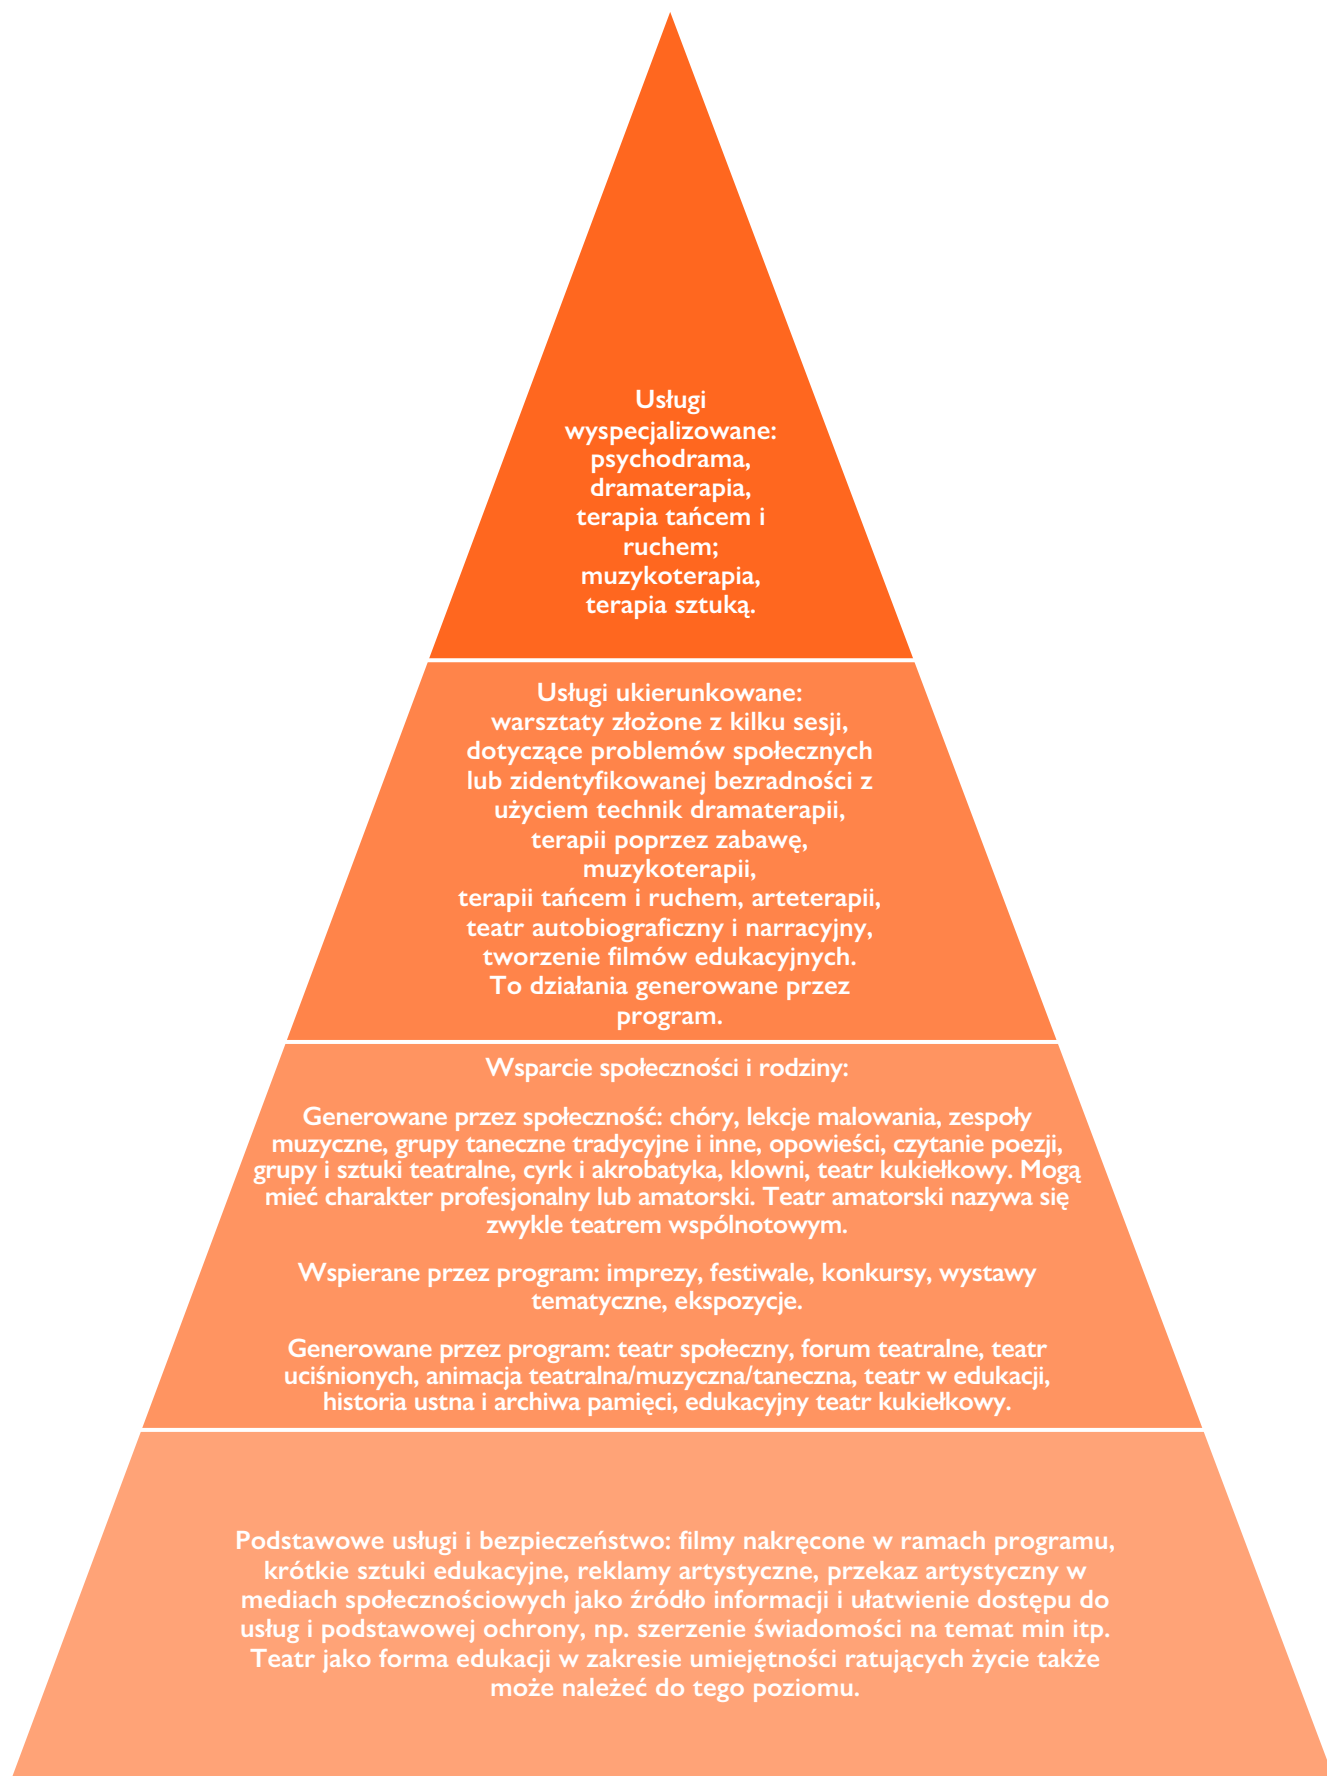 Usługi
wyspecjalizowane:
psychodrama,
dramaterapia,
terapia tańcem i
ruchem;
muzykoterapia,
terapia sztuką.
Usługi ukierunkowane:
warsztaty złożone z kilku sesji,
dotyczące problemów społecznych
lub zidentyfikowanej bezradności z
użyciem technik dramaterapii,
terapii poprzez zabawę,
muzykoterapii,
terapii tańcem i ruchem, arteterapii,
teatr autobiograficzny i narracyjny,
tworzenie filmów edukacyjnych.
To działania generowane przez
program.
Wsparcie społeczności i rodziny:
Generowane przez społeczność: chóry, lekcje malowania, zespoły
muzyczne, grupy taneczne tradycyjne i inne, opowieści, czytanie poezji,
grupy i sztuki teatralne, cyrk i akrobatyka, klowni, teatr kukiełkowy. Mogą
mieć charakter profesjonalny lub amatorski. Teatr amatorski nazywa się
zwykle teatrem wspólnotowym.
Wspierane przez program: imprezy, festiwale, konkursy, wystawy
tematyczne, ekspozycje.
Generowane przez program: teatr społeczny, forum teatralne, teatr
uciśnionych, animacja teatralna/muzyczna/taneczna, teatr w edukacji,
historia ustna i archiwa pamięci, edukacyjny teatr kukiełkowy.
Podstawowe usługi i bezpieczeństwo: filmy nakręcone w ramach programu,
krótkie sztuki edukacyjne, reklamy artystyczne, przekaz artystyczny w
mediach społecznościowych jako źródło informacji i ułatwienie dostępu do
usług i podstawowej ochrony, np. szerzenie świadomości na temat min itp.
Teatr jako forma edukacji w zakresie umiejętności ratujących życie także
może należeć do tego poziomu.